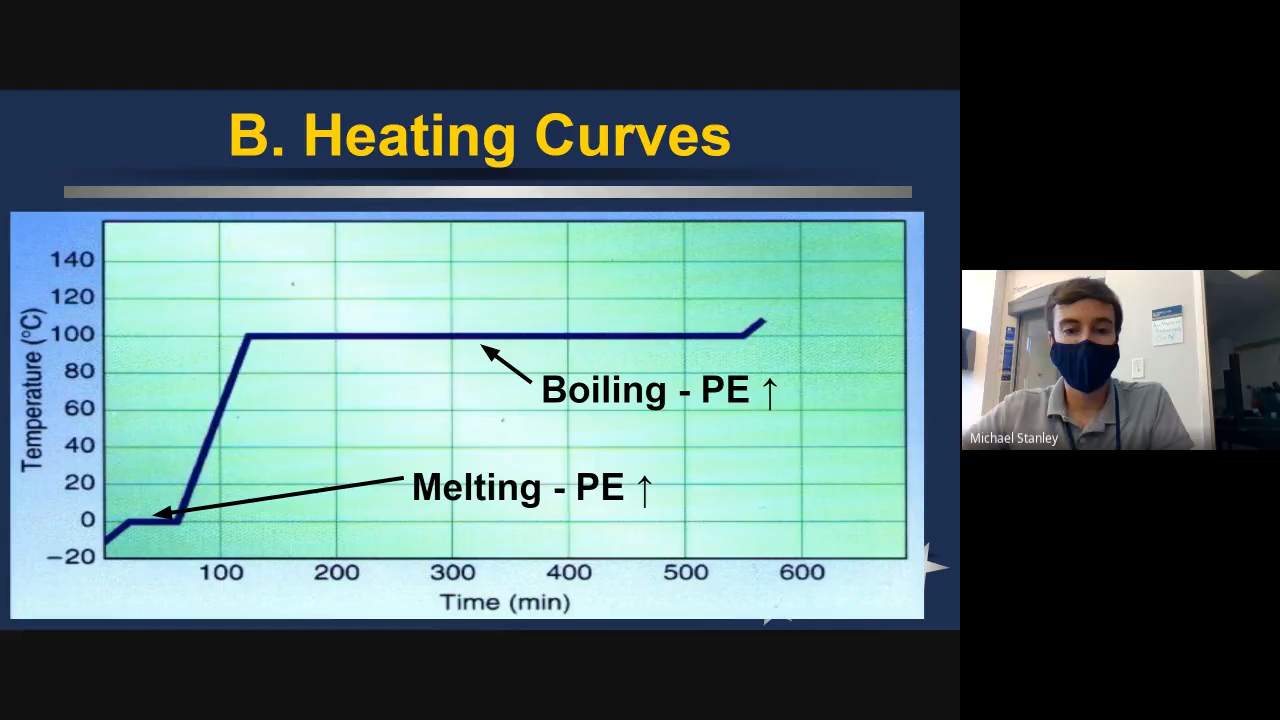 B. Heating Curves
140
120
100
80
60
40
20
0
−20
Temperature (°C)
Boiling - PE ↑
Melting - PE ↑
100 200 300 400 500 600
Time (min)
Michael Stanley